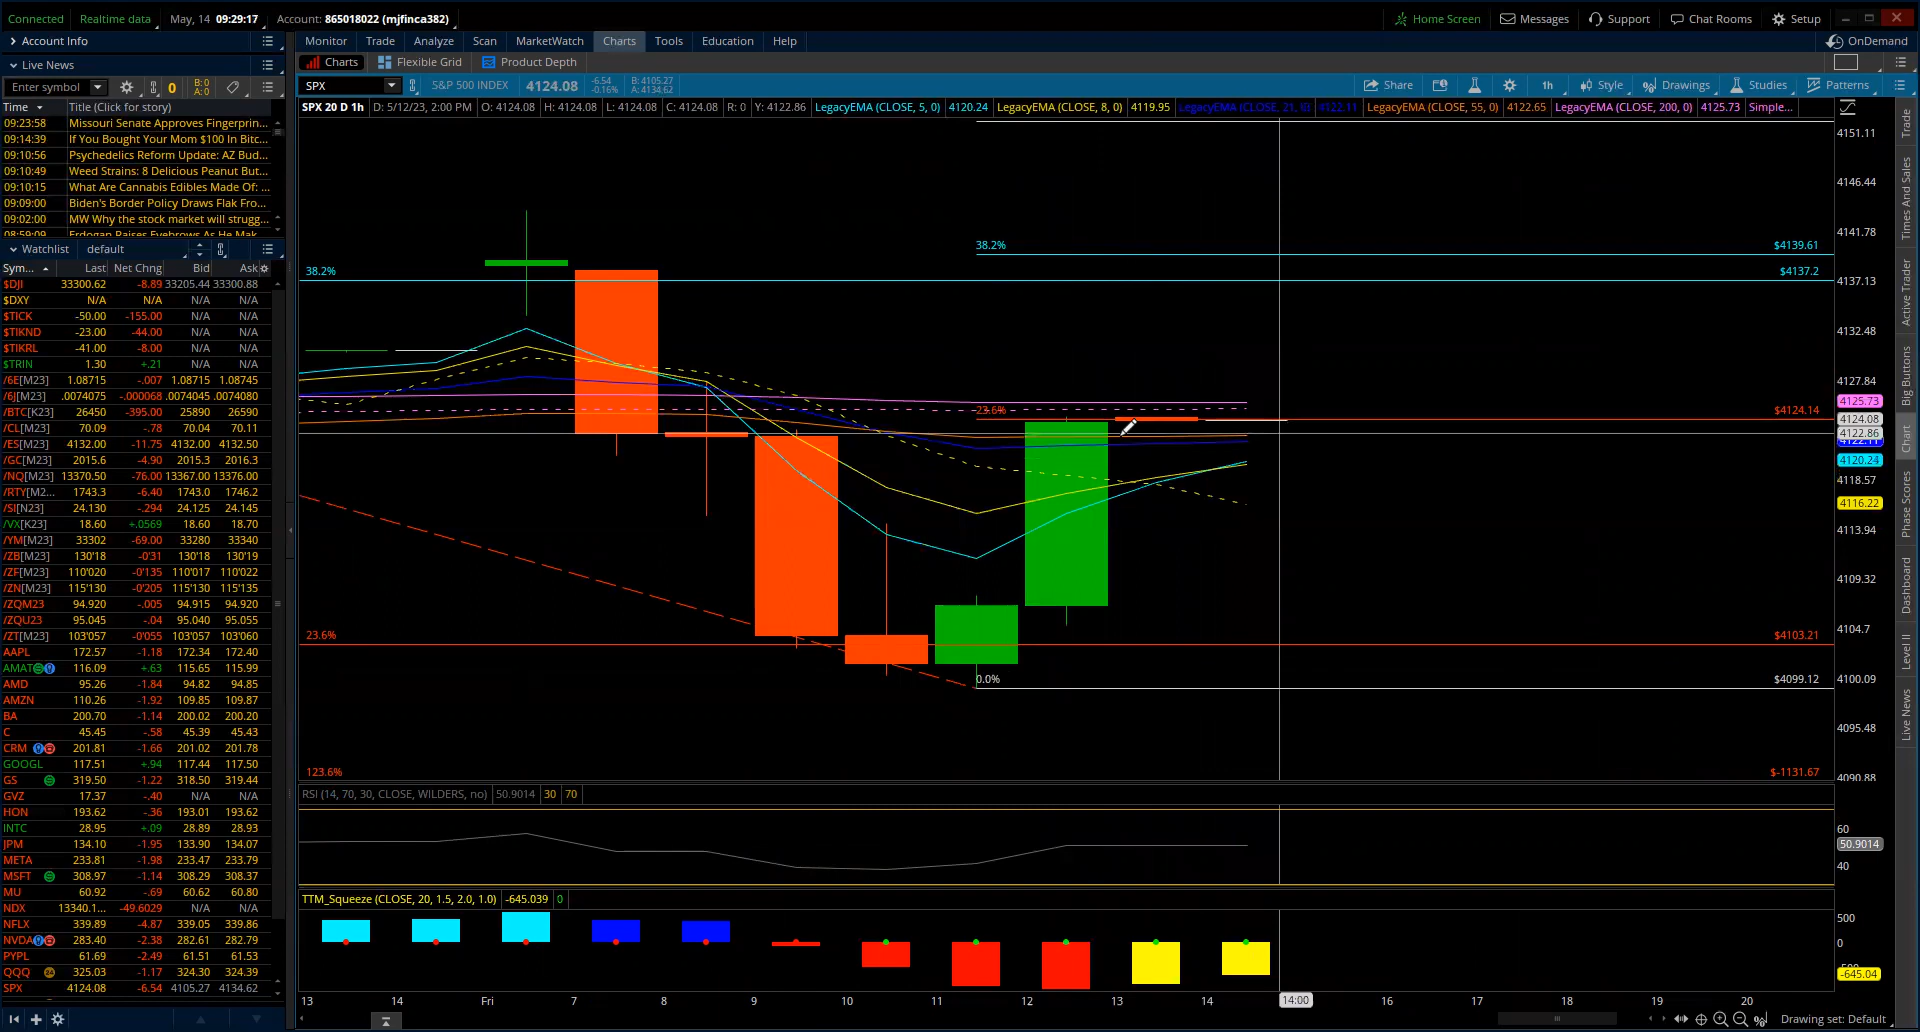 Connected Realtime data May, 14 09:29:17 Account: 865018022 (mjfinca382) Home Screen Messages Support Chat Rooms Setup
Account Info Monitor Trade Analyze Scan MarketWatch Charts Tools Education Help OnDemand
Live News Charts Flexible Grid Product Depth
Enter symbol 0 B: 0 A: 0 SPX S&P 500 INDEX 4124.08 -6.54 -0.16% B: 4105.27 A: 4134.62 Share 1h Style Drawings Studies Patterns
Time Title (Click for story)
SPX 20 D 1h D: 5/12/23, 2:00 PM O: 4124.08 H: 4124.08 L: 4124.08 C: 4124.08 R: 0 Y: 4122.86 LegacyEMA (CLOSE, 5, 0) 4120.24 LegacyEMA (CLOSE, 8, 0) 4119.95 LegacyEMA (CLOSE, 21, 0) 4122.11 LegacyEMA (CLOSE, 55, 0) 4122.65 LegacyEMA (CLOSE, 200, 0) 4125.73 Simple...
09:23:58 Missouri Senate Approves Fingerprin...
09:14:39 If You Bought Your Mom $100 In Bitc...
09:10:56 Psychedelics Reform Update: AZ Bud...
09:10:49 Weed Strains: 8 Delicious Peanut But...
09:10:15 What Are Cannabis Edibles Made Of: ...
09:09:00 Biden's Border Policy Draws Flak Fro...
09:02:00 MW Why the stock market will strugg...
08:59:09 Erdogan Raises Eyebrows As He Mak...
Watchlist default
Sym... Last Net Chng Bid Ask
$DJI 33300.62 -8.89 33205.44 33300.88
$DXY N/A N/A N/A N/A
$TICK -50.00 -155.00 N/A N/A
$TIKND -23.00 -44.00 N/A N/A
$TIKRL -41.00 -8.00 N/A N/A
$TRIN 1.30 +.21 N/A N/A
/6E[M23] 1.08715 -.007 1.08715 1.08745
/6J[M23] .0074075 -.000068 .0074045 .0074080
/BTC[K23] 26450 -395.00 25890 26590
/CL[M23] 70.09 -.78 70.04 70.11
/ES[M23] 4132.00 -11.75 4132.00 4132.50
/GC[M23] 2015.6 -4.90 2015.3 2016.3
/NQ[M23] 13370.50 -76.00 13367.00 13376.00
/RTY[M2... 1744.3 -6.40 1743.0 1746.2
/SI[N23] 24.130 -.294 24.125 24.145
/VX[K23] 18.60 +.0569 18.60 18.70
/YM[M23] 33302 -69.00 33280 33340
/ZB[M23] 130'18 -0'31 130'18 130'19
/ZF[M23] 110'020 -0'135 110'017 110'022
/ZN[M23] 115'130 -0'205 115'130 115'135
/ZQM23 94.920 -.005 94.915 94.920
/ZQU23 95.045 -.04 95.040 95.055
/ZT[M23] 103'057 -0'055 103'057 103'060
AAPL 172.57 -1.18 172.34 172.40
AMAT 116.09 +.63 115.65 115.99
AMD 95.26 -1.84 94.82 94.85
AMZN 110.26 -1.92 109.85 109.87
BA 200.70 -1.14 200.02 200.20
C 45.45 -.58 45.39 45.43
CRM 201.81 -1.66 201.02 201.78
GOOGL 117.51 +.94 117.44 117.50
GS 319.50 -1.22 318.50 319.44
GVZ 17.37 -.40 N/A N/A
HON 193.62 -.36 193.01 193.62
INTC 28.95 +.09 28.89 28.93
JPM 134.10 -1.95 133.90 134.07
META 233.81 -1.98 233.47 233.79
MSFT 308.97 -1.14 308.29 308.37
MU 60.92 -.69 60.62 60.80
NDX 13340.1... -49.6029 N/A N/A
NFLX 339.89 -4.87 339.05 339.86
NVDA 283.40 -2.38 282.61 282.79
PYPL 61.69 -2.49 61.51 61.53
QQQ 24 325.03 -1.17 324.30 324.39
SPX 4124.08 -6.54 4105.27 4134.62
38.2% $4139.61
38.2% $4137.2
23.6% $4124.14
23.6% $4103.21
0.0% $4099.12
123.6% $-1131.67
4151.11
4146.44
4141.78
4137.13
4132.48
4127.84
4125.73
4124.08
4122.86
4122.11
4120.24
4118.57
4116.22
4113.94
4109.32
4104.7
4100.09
4095.48
4090.88
RSI (14, 70, 30, CLOSE, WILDERS, no) 50.9014 30 70
60
50.9014
40
TTM_Squeeze (CLOSE, 20, 1.5, 2.0, 1.0) -645.039 0
500
0
-645.04
13 14 Fri 7 8 9 10 11 12 13 14 14:00 16 17 18 19 20
Drawing set: Default
Trade
Times And Sales
Active Trader
Big Buttons
Chart
Phase Scores
Dashboard
Level II
Live News